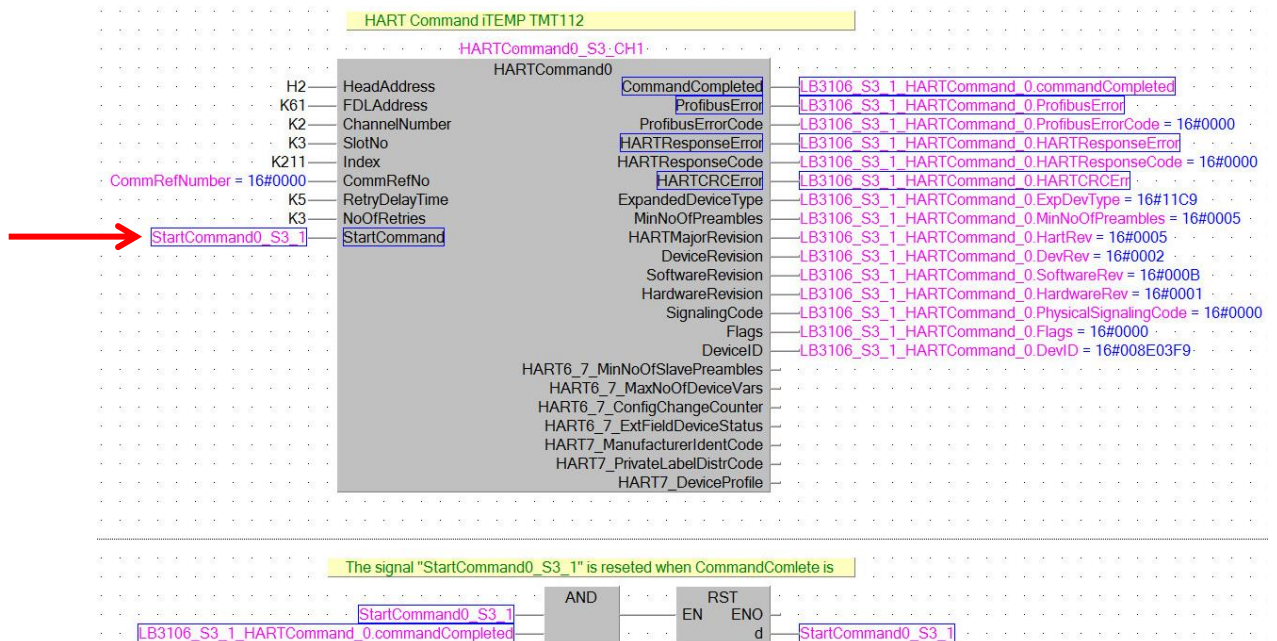 HART Command iTEMP TMT112
HARTCommand0_S3_CH1
HARTCommand0
H2 HeadAddress CommandCompleted LB3106_S3_1_HARTCommand_0.commandCompleted
K61 FDLAddress ProfibusError LB3106_S3_1_HARTCommand_0.ProfibusError
K2 ChannelNumber ProfibusErrorCode LB3106_S3_1_HARTCommand_0.ProfibusErrorCode = 16#0000
K3 SlotNo HARTResponseError LB3106_S3_1_HARTCommand_0.HARTResponseError
K211 Index HARTResponseCode LB3106_S3_1_HARTCommand_0.HARTResponseCode = 16#0000
CommRefNumber = 16#0000 CommRefNo HARTCRCError LB3106_S3_1_HARTCommand_0.HARTCRCErr
K5 RetryDelayTime ExpandedDeviceType LB3106_S3_1_HARTCommand_0.ExpDevType = 16#11C9
K3 NoOfRetries MinNoOfPreambles LB3106_S3_1_HARTCommand_0.MinNoOfPreambles = 16#0005
StartCommand0_S3_1 StartCommand HARTMajorRevision LB3106_S3_1_HARTCommand_0.HartRev = 16#0005
DeviceRevision LB3106_S3_1_HARTCommand_0.DevRev = 16#0002
SoftwareRevision LB3106_S3_1_HARTCommand_0.SoftwareRev = 16#000B
HardwareRevision LB3106_S3_1_HARTCommand_0.HardwareRev = 16#0001
SignalingCode LB3106_S3_1_HARTCommand_0.PhysicalSignalingCode = 16#0000
Flags LB3106_S3_1_HARTCommand_0.Flags = 16#0000
DeviceID LB3106_S3_1_HARTCommand_0.DevID = 16#008E03F9
HART6_7_MinNoOfSlavePreambles
HART6_7_MaxNoOfDeviceVars
HART6_7_ConfigChangeCounter
HART6_7_ExtFieldDeviceStatus
HART7_ManufacturerIdentCode
HART7_PrivateLabelDistrCode
HART7_DeviceProfile
The signal "StartCommand0_S3_1" is reseted when CommandComlete is
AND RST
StartCommand0_S3_1 EN ENO
LB3106_S3_1_HARTCommand_0.commandCompleted d StartCommand0_S3_1